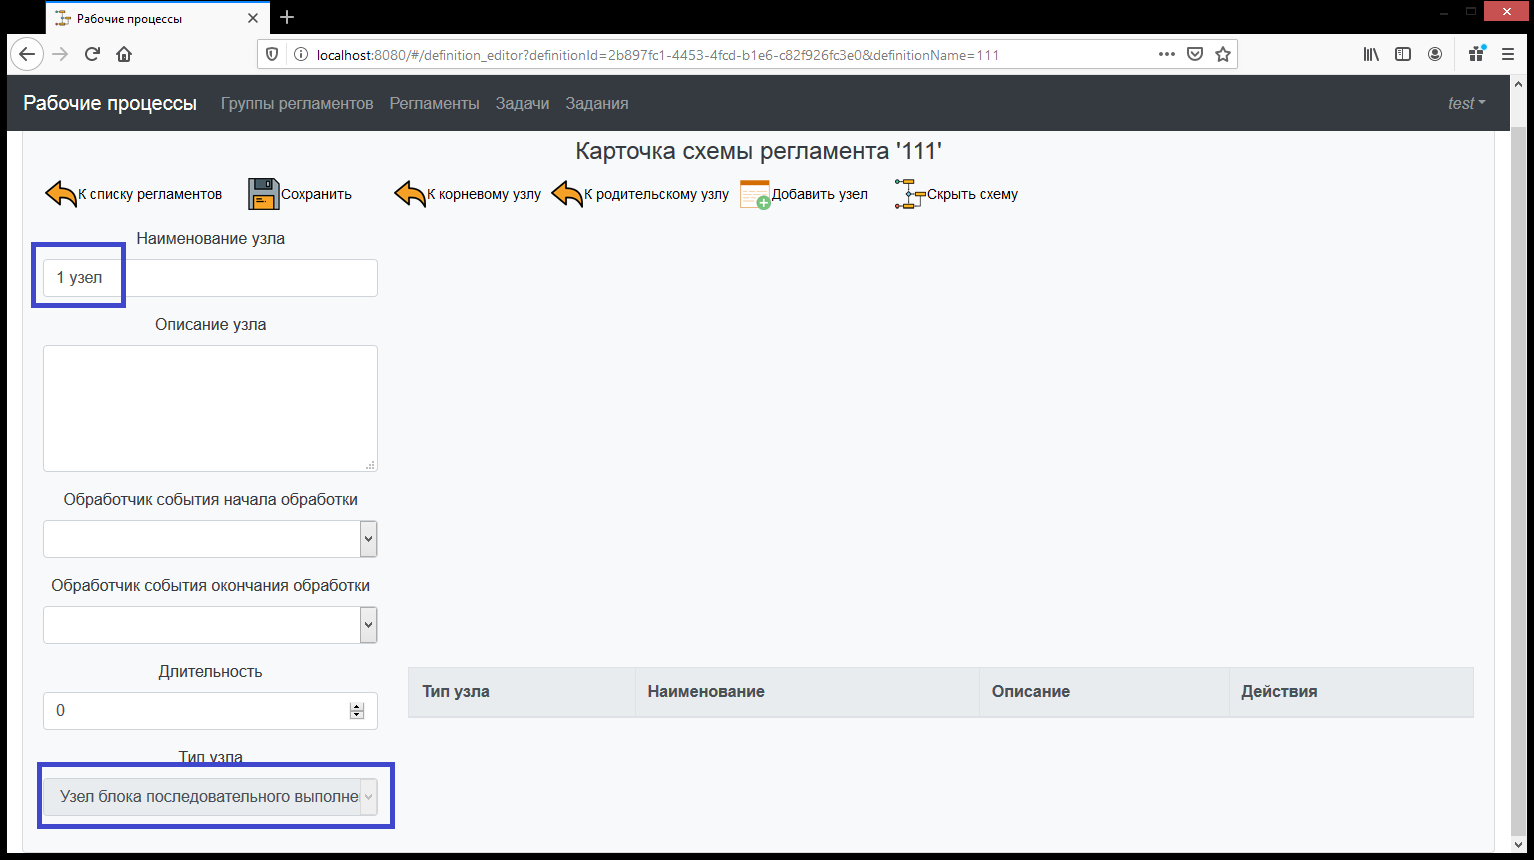 Рабочие процессы
localhost:8080/#/definition_editor?definitionId=2b897fc1-4453-4fcd-b1e6-c82f926fc3e0&definitionName=111
Рабочие процессы Группы регламентов Регламенты Задачи Задания test
Карточка схемы регламента '111'
К списку регламентов Сохранить К корневому узлу К родительскому узлу Добавить узел Скрыть схему
Наименование узла
1 узел
Описание узла
Обработчик события начала обработки
Обработчик события окончания обработки
Длительность
0
Тип узла Наименование Описание Действия
Тип узла
Узел блока последовательного выполне